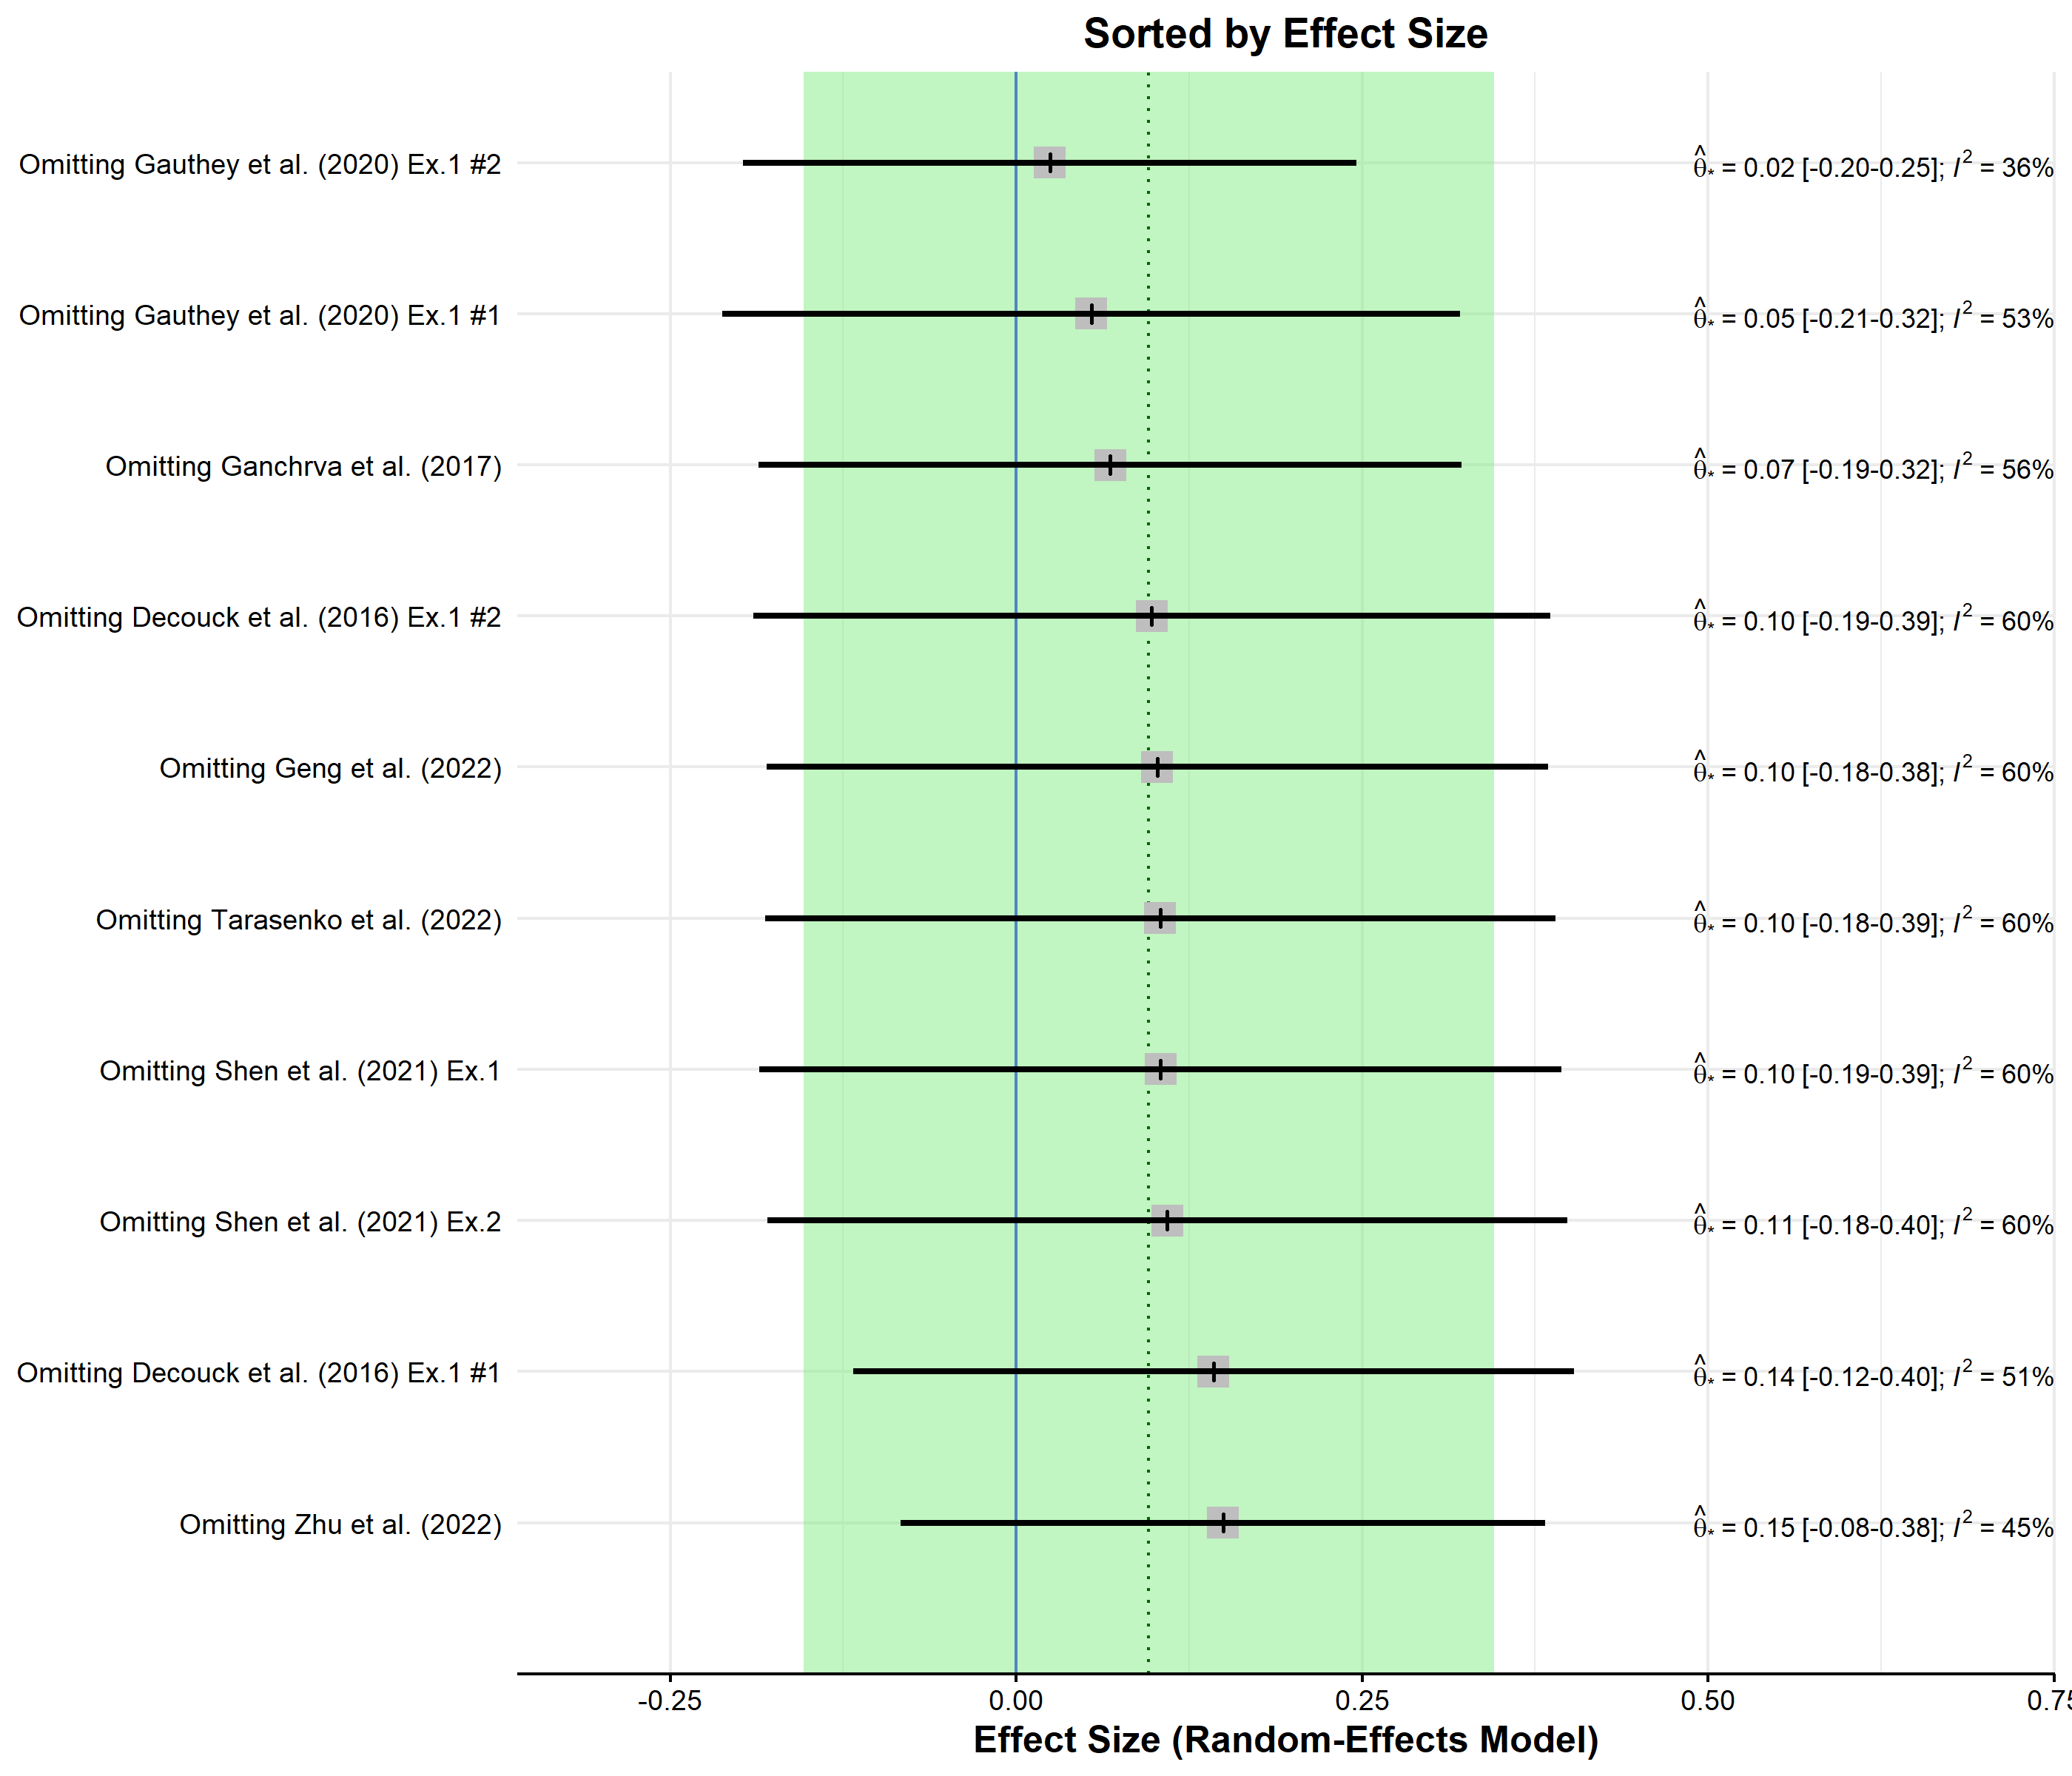 Sorted by Effect Size
Omitting Gauthey et al. (2020) Ex.1 #2 θ̂* = 0.02 [-0.20-0.25]; I² = 36%
Omitting Gauthey et al. (2020) Ex.1 #1 θ̂* = 0.05 [-0.21-0.32]; I² = 53%
Omitting Ganchrva et al. (2017) θ̂* = 0.07 [-0.19-0.32]; I² = 56%
Omitting Decouck et al. (2016) Ex.1 #2 θ̂* = 0.10 [-0.19-0.39]; I² = 60%
Omitting Geng et al. (2022) θ̂* = 0.10 [-0.18-0.38]; I² = 60%
Omitting Tarasenko et al. (2022) θ̂* = 0.10 [-0.18-0.39]; I² = 60%
Omitting Shen et al. (2021) Ex.1 θ̂* = 0.10 [-0.19-0.39]; I² = 60%
Omitting Shen et al. (2021) Ex.2 θ̂* = 0.11 [-0.18-0.40]; I² = 60%
Omitting Decouck et al. (2016) Ex.1 #1 θ̂* = 0.14 [-0.12-0.40]; I² = 51%
Omitting Zhu et al. (2022) θ̂* = 0.15 [-0.08-0.38]; I² = 45%
-0.25 0.00 0.25 0.50 0.75
Effect Size (Random-Effects Model)